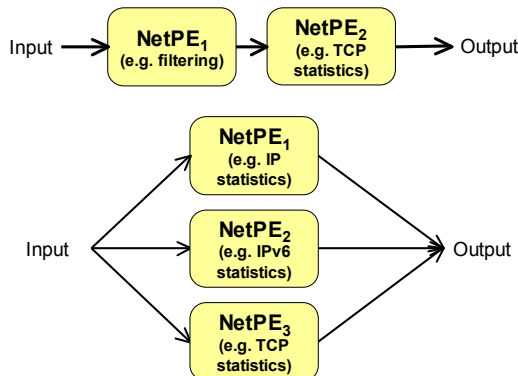 Input
NetPE1
(e.g. filtering)
NetPE2
(e.g. TCP
statistics)
Output
NetPE1
(e.g. IP
statistics)
Input
NetPE2
(e.g. IPv6
statistics)
Output
NetPE3
(e.g. TCP
statistics)